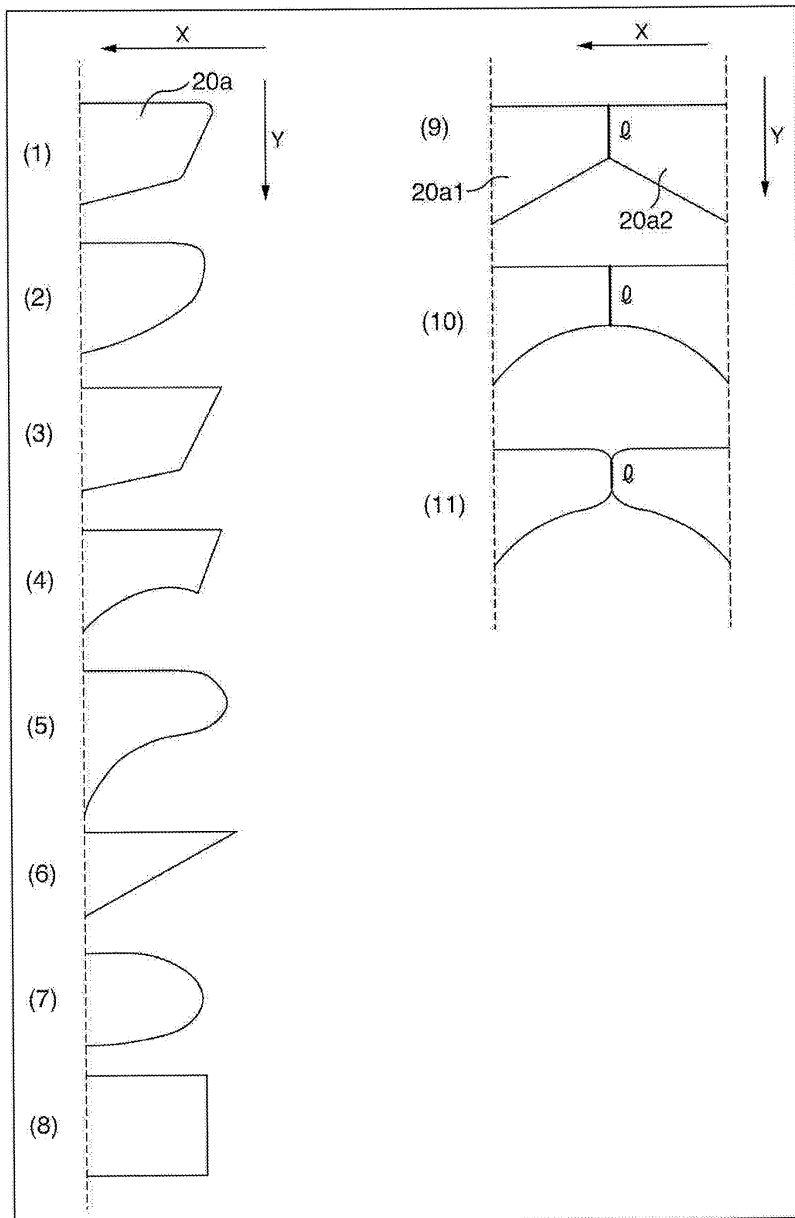 X
20a
Y
(1)
(2)
(3)
(4)
(5)
(6)
(7)
(8)
X
Y
(9)
ℓ
20a1
20a2
(10)
ℓ
(11)
ℓ